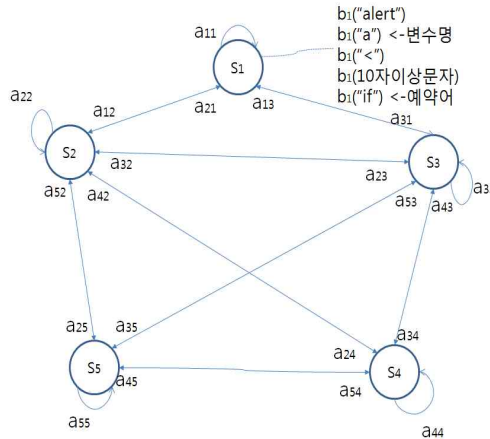 b1("alert")
b1("a") <-변수명
b1("<")
b1(10자이상문자)
b1("if") <-예약어
a11
S1
a21
a13
a22
a12
a31
S2
a32
a23
S3
a3
a52
a42
a53
a43
a25
a35
a24
a34
S5
a45
a54
S4
a55
a44